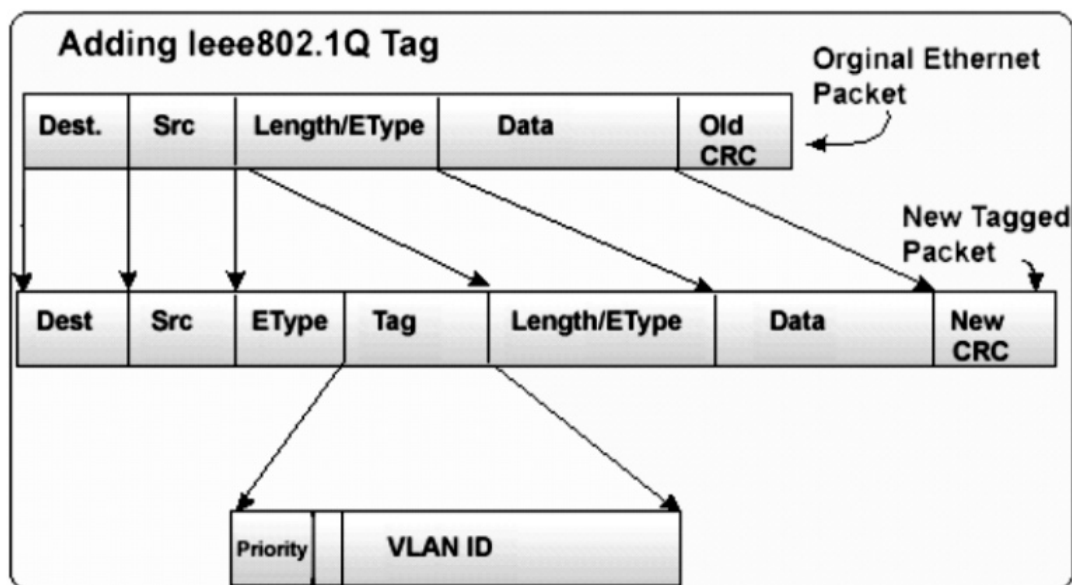 Adding Ieee802.1Q Tag
Orginal Ethernet
Packet
Dest. Src Length/EType Data Old
CRC
New Tagged
Packet
Dest Src EType Tag Length/EType Data New
CRC
Priority VLAN ID